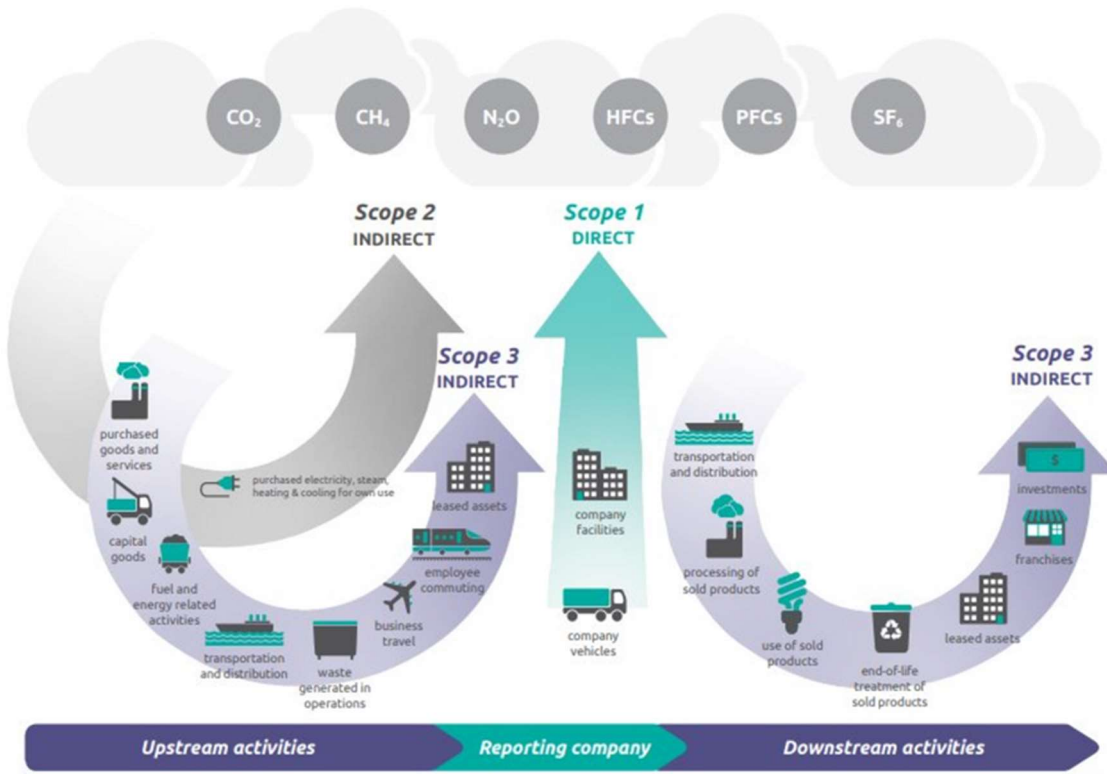 CO₂
CH₄
N₂O
HFCs
PFCs
SF₆
Scope 2
INDIRECT
Scope 1
DIRECT
Scope 3
INDIRECT
Scope 3
INDIRECT
purchased
goods and
services
capital
goods
fuel and
energy related
activities
transportation
and distribution
waste
generated in
operations
business
travel
employee
commuting
leased assets
purchased electricity, steam,
heating & cooling for own use
company
facilities
company
vehicles
transportation
and distribution
processing of
sold products
use of sold
products
end-of-life
treatment of
sold products
leased assets
franchises
$
investments
Upstream activities
Reporting company
Downstream activities